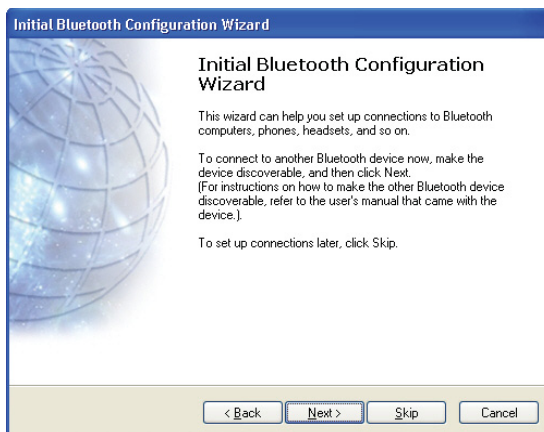 Initial Bluetooth Configuration Wizard
Initial Bluetooth Configuration
Wizard
This wizard can help you set up connections to Bluetooth
computers, phones, headsets, and so on.
To connect to another Bluetooth device now, make the
device discoverable, and then click Next.
(For instructions on how to make the other Bluetooth device
discoverable, refer to the user's manual that came with the
device.).
To set up connections later, click Skip.
< Back Next > Skip Cancel